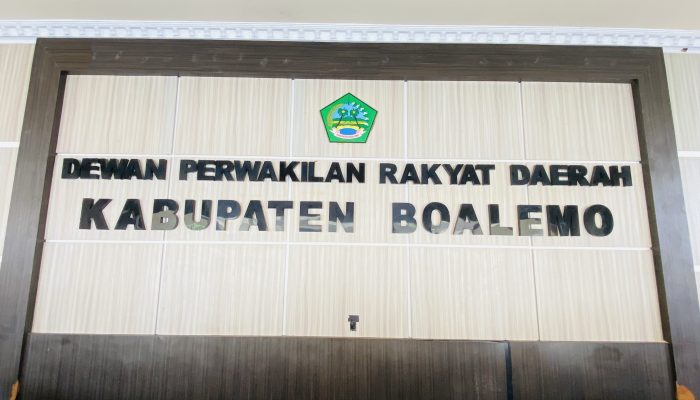 DEWAN PERWAKILAN RAKYAT DAERAH
KABUPATEN BOALEMO